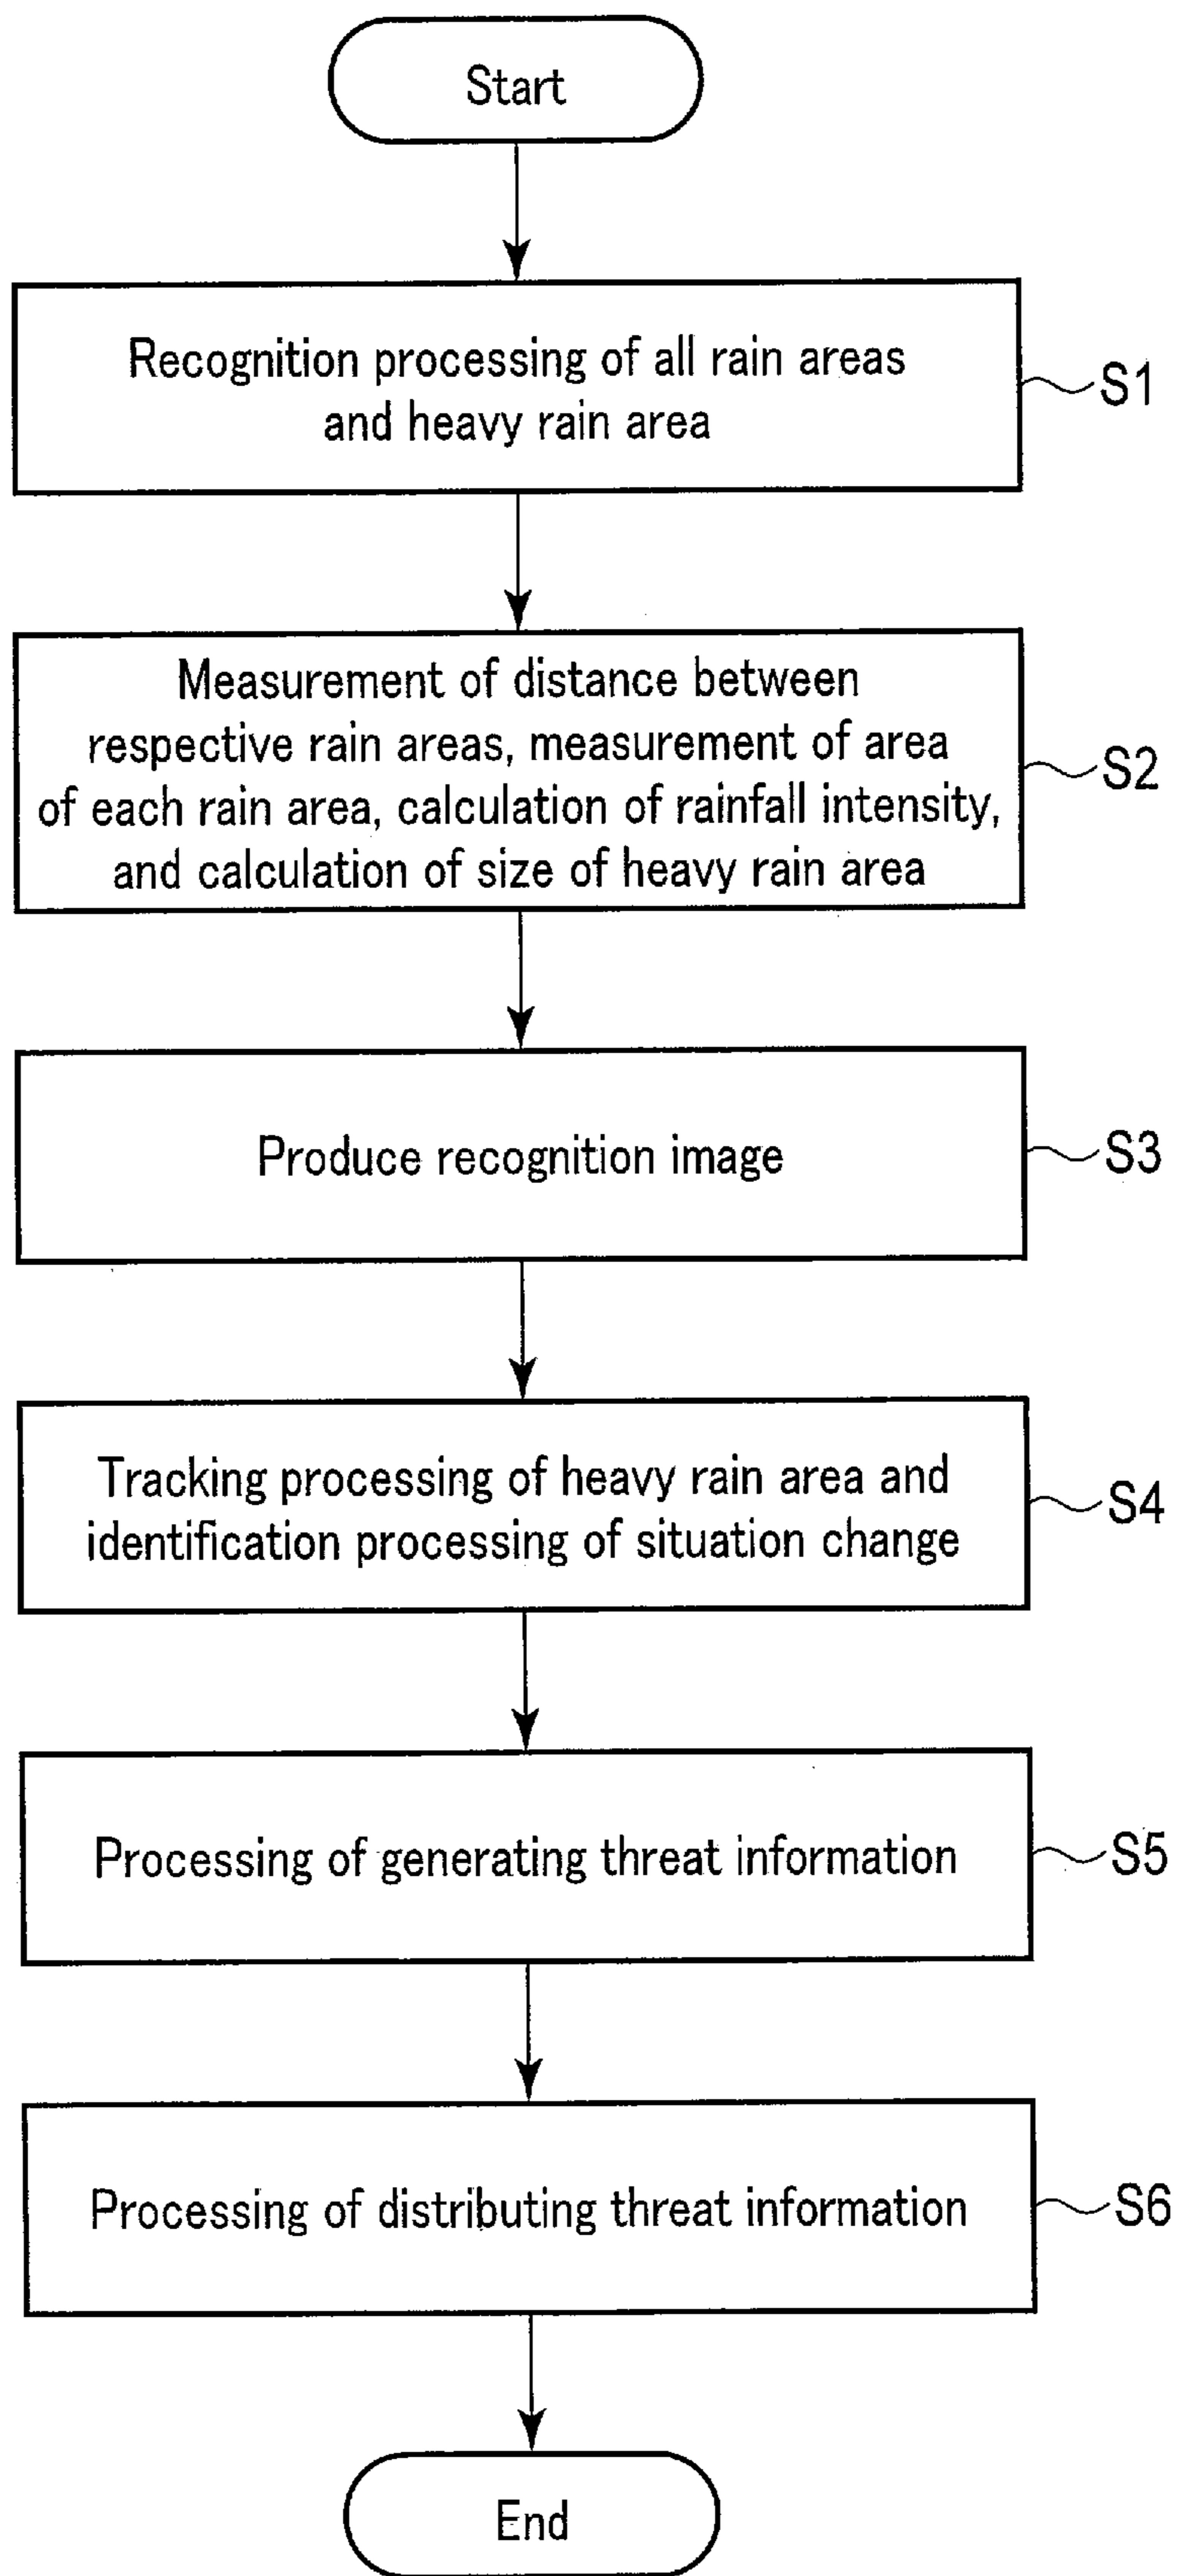 Start
Recognition processing of all rain areas
and heavy rain area
S1
Measurement of distance between
respective rain areas, measurement of area
of each rain area, calculation of rainfall intensity,
and calculation of size of heavy rain area
S2
Produce recognition image
S3
Tracking processing of heavy rain area and
identification processing of situation change
S4
Processing of generating threat information
S5
Processing of distributing threat information
S6
End